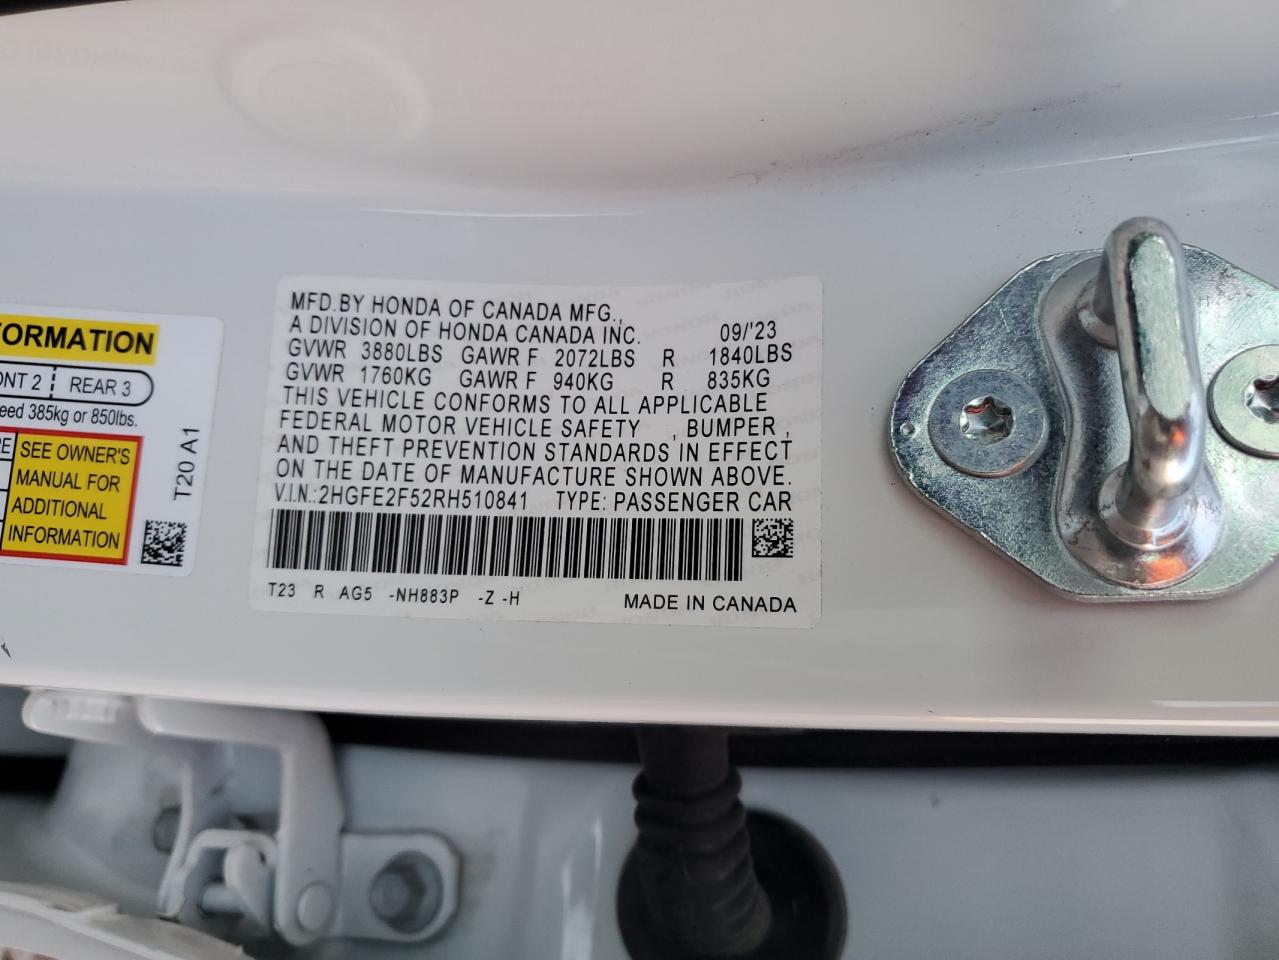 FORMATION
ONT 2 | REAR 3
eed 385kg or 850lbs.
RE
SEE OWNER'S
MANUAL FOR
ADDITIONAL
INFORMATION
T20 A1
MFD.BY HONDA OF CANADA MFG.,
A DIVISION OF HONDA CANADA INC. 09/'23
GVWR 3880LBS GAWR F 2072LBS R 1840LBS
GVWR 1760KG GAWR F 940KG R 835KG
THIS VEHICLE CONFORMS TO ALL APPLICABLE
FEDERAL MOTOR VEHICLE SAFETY , BUMPER ,
AND THEFT PREVENTION STANDARDS IN EFFECT
ON THE DATE OF MANUFACTURE SHOWN ABOVE.
V.I.N.:2HGFE2F52RH510841 TYPE: PASSENGER CAR
T23 R AG5 -NH883P -Z -H MADE IN CANADA